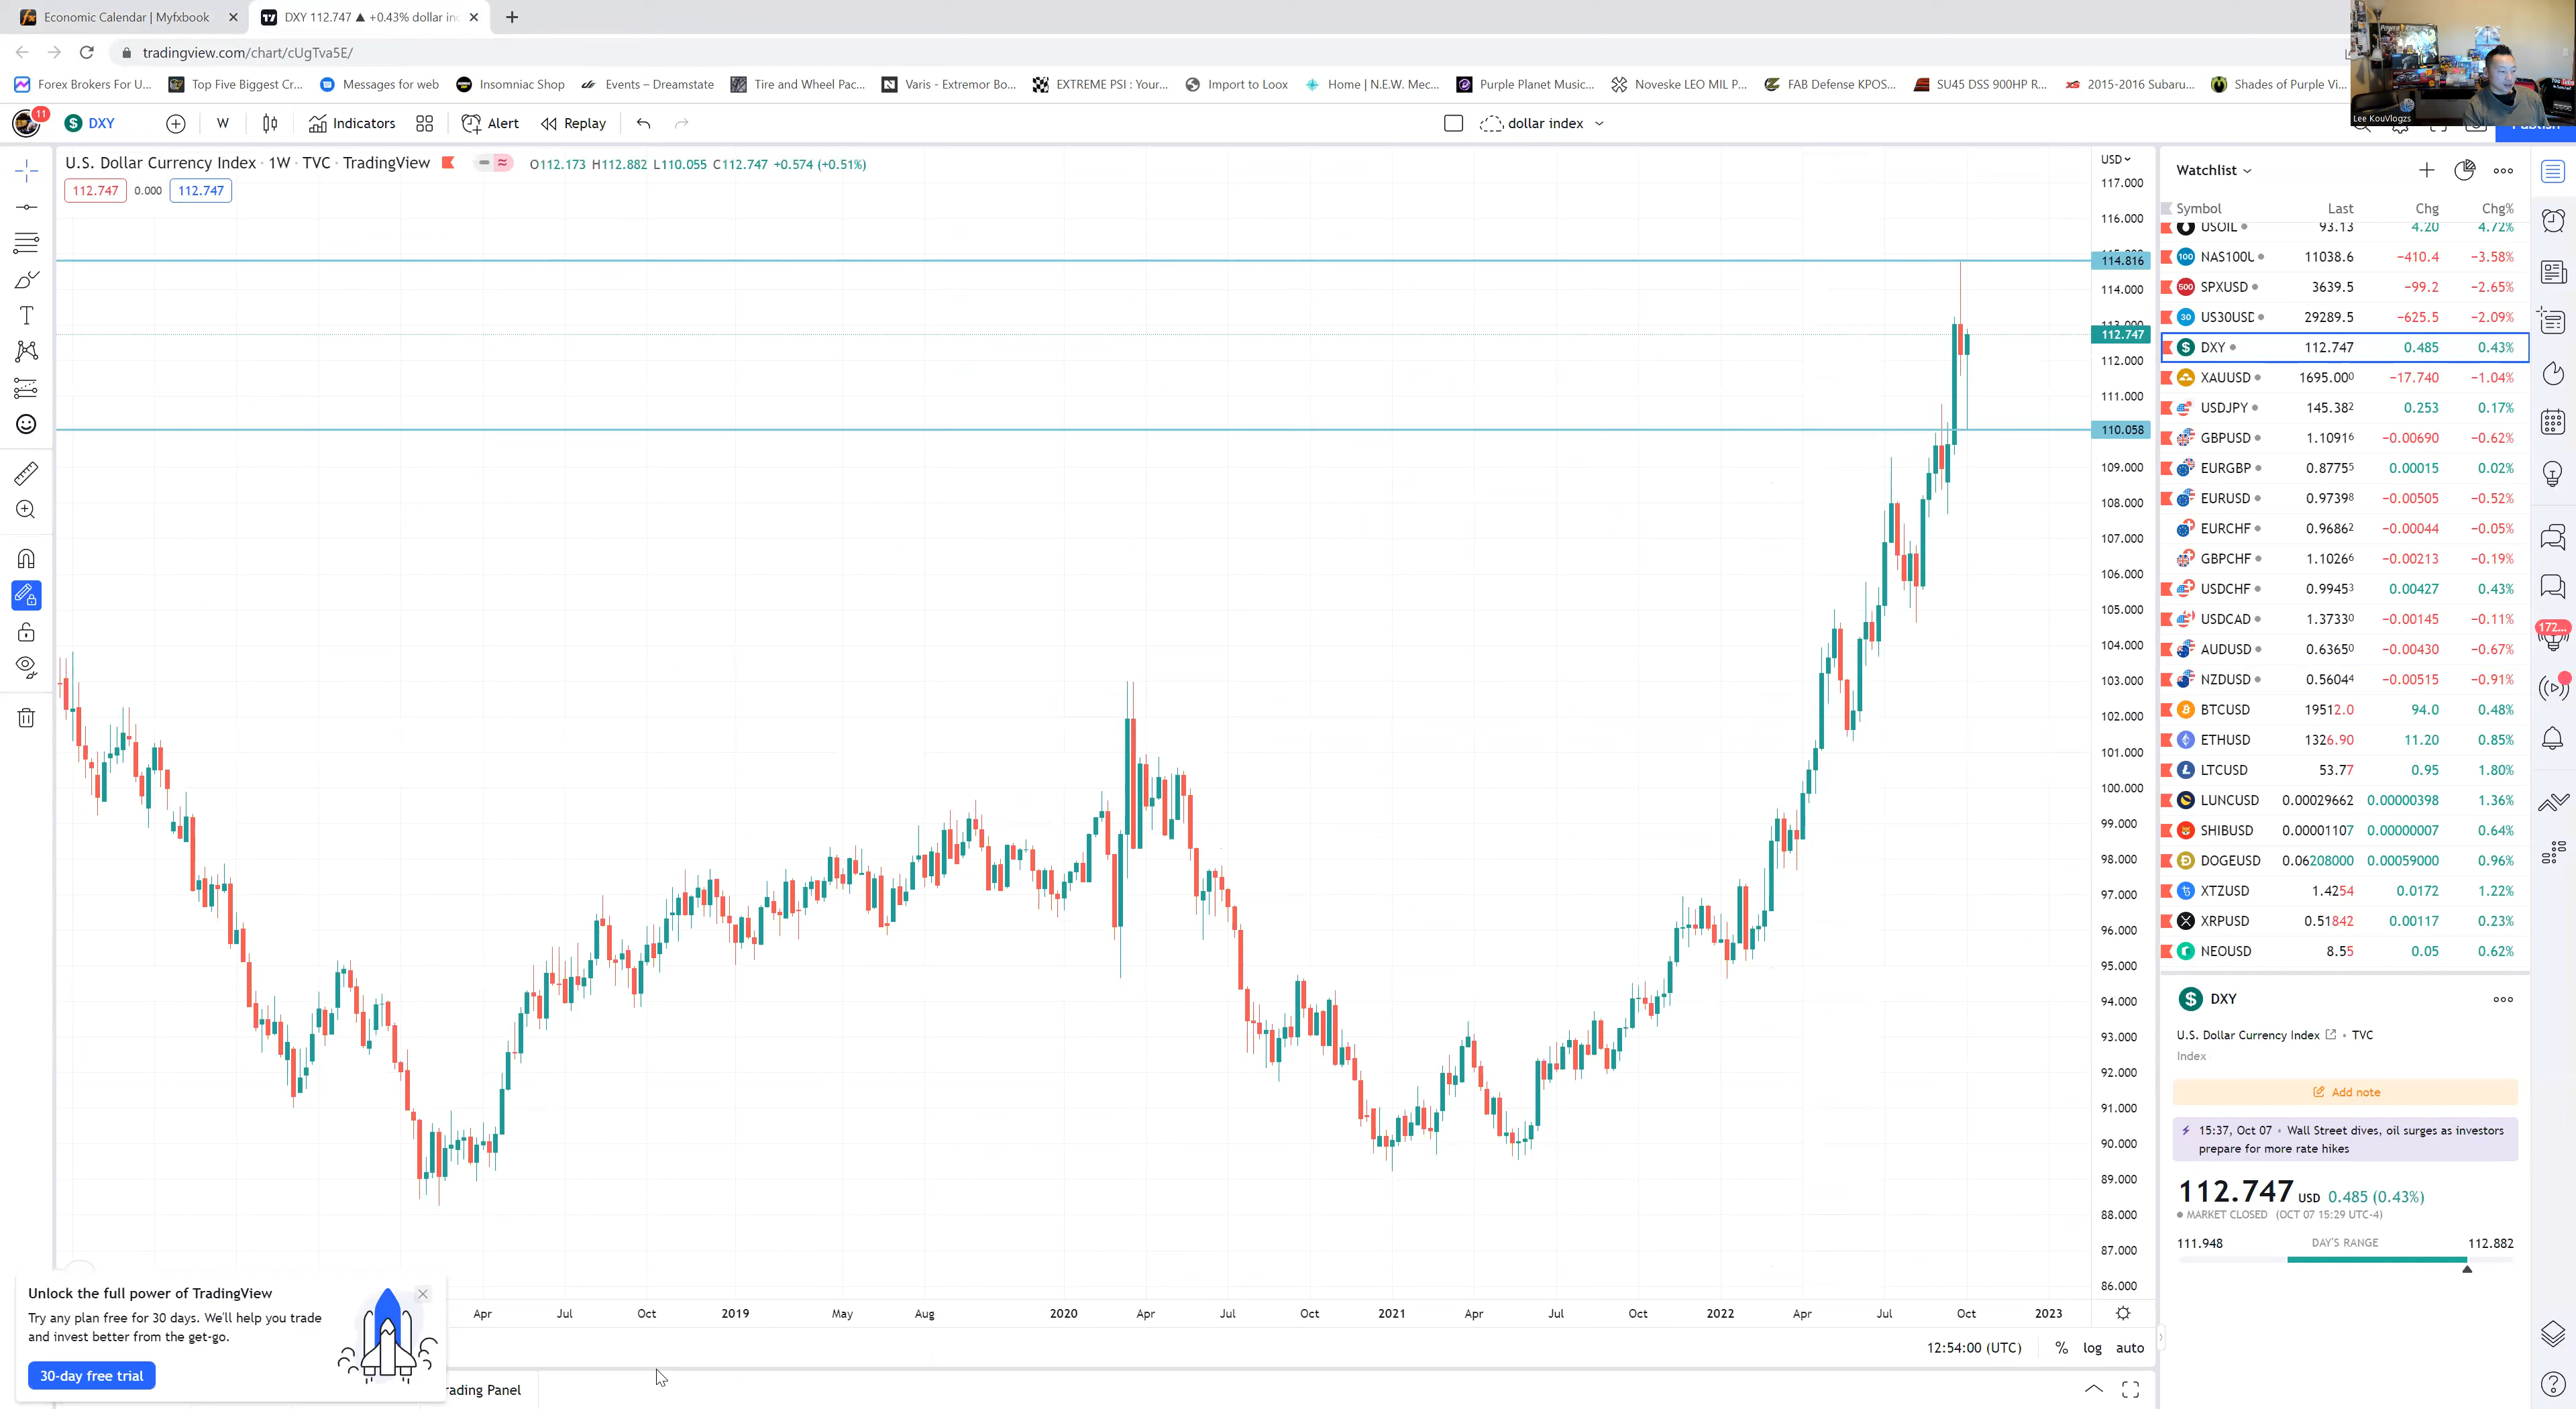 Economic Calendar | Myfxbook
DXY 112.747 ▲ +0.43% dollar in
tradingview.com/chart/cUgTva5E/
Forex Brokers For U... Top Five Biggest Cr... Messages for web Insomniac Shop Events – Dreamstate Tire and Wheel Pac... Varis - Extremor Bo... EXTREME PSI : Your... Import to Loox Home | N.E.W. Mec... Purple Planet Music... Noveske LEO MIL P... FAB Defense KPOS... SU45 DSS 900HP R... 2015-2016 Subaru... Shades of Purple Vi...
Lee KouVlogzs
11 DXY W Indicators Alert Replay dollar index
U.S. Dollar Currency Index · 1W · TVC · TradingView O112.173 H112.882 L110.055 C112.747 +0.574 (+0.51%)
112.747 0.000 112.747
USD
117.000
116.000
114.816
114.000
112.747
112.000
111.000
110.058
109.000
108.000
107.000
106.000
105.000
104.000
103.000
102.000
101.000
100.000
99.000
98.000
97.000
96.000
95.000
94.000
93.000
92.000
91.000
90.000
89.000
88.000
87.000
86.000
Apr Jul Oct 2019 May Aug 2020 Apr Jul Oct 2021 Apr Jul Oct 2022 Apr Jul Oct 2023
12:54:00 (UTC) % log auto
rading Panel
Unlock the full power of TradingView
Try any plan free for 30 days. We'll help you trade
and invest better from the get-go.
30-day free trial
Watchlist
Symbol Last Chg Chg%
USOIL 93.13 4.20 4.72%
NAS100U 11038.6 −410.4 −3.58%
SPXUSD 3639.5 −99.2 −2.65%
US30USD 29289.5 −625.5 −2.09%
DXY 112.747 0.485 0.43%
XAUUSD 1695.000 −17.740 −1.04%
USDJPY 145.382 0.253 0.17%
GBPUSD 1.10916 −0.00690 −0.62%
EURGBP 0.87755 0.00015 0.02%
EURUSD 0.97398 −0.00505 −0.52%
EURCHF 0.96862 −0.00044 −0.05%
GBPCHF 1.10266 −0.00213 −0.19%
USDCHF 0.99453 0.00427 0.43%
USDCAD 1.37330 −0.00145 −0.11%
AUDUSD 0.63650 −0.00430 −0.67%
NZDUSD 0.56044 −0.00515 −0.91%
BTCUSD 19512.0 94.0 0.48%
ETHUSD 1326.90 11.20 0.85%
LTCUSD 53.77 0.95 1.80%
LUNCUSD 0.00029662 0.00000398 1.36%
SHIBUSD 0.00001107 0.00000007 0.64%
DOGEUSD 0.06208000 0.00059000 0.96%
XTZUSD 1.4254 0.0172 1.22%
XRPUSD 0.51842 0.00117 0.23%
NEOUSD 8.55 0.05 0.62%
172...
DXY
U.S. Dollar Currency Index • TVC
Index
Add note
15:37, Oct 07 • Wall Street dives, oil surges as investors
prepare for more rate hikes
112.747 USD 0.485 (0.43%)
MARKET CLOSED (OCT 07 15:29 UTC-4)
111.948 DAY'S RANGE 112.882